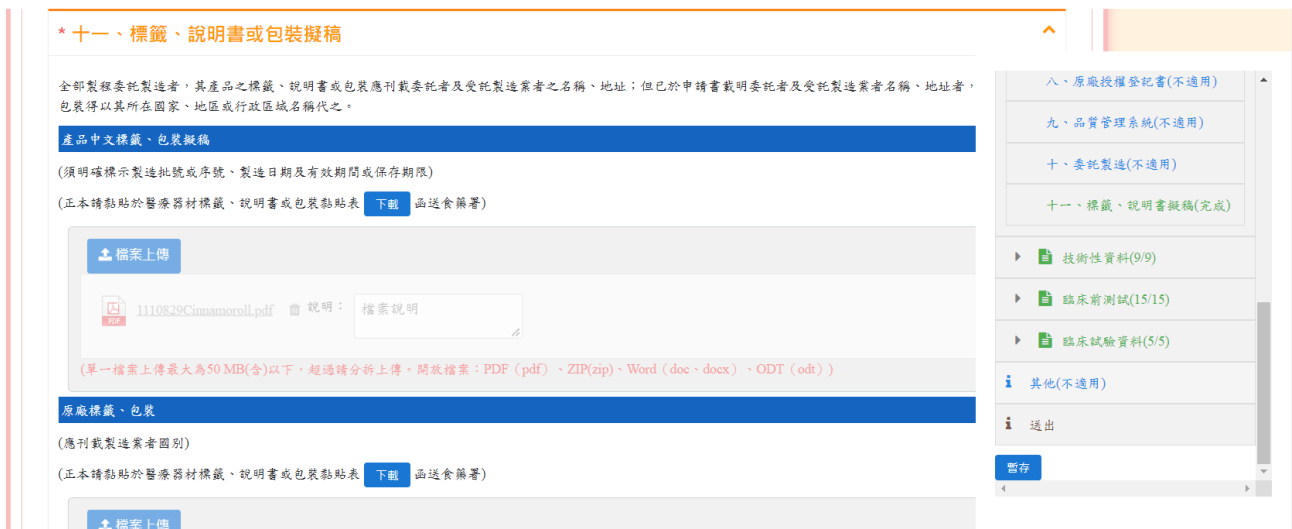 * 十一、標籤、說明書或包裝擬稿
全部製程委託製造者，其產品之標籤、說明書或包裝應刊載委託者及受託製造業者之名稱、地址；但已於申請書載明委託者及受託製造業者名稱、地址者，
包裝得以其所在國家、地區或行政區域名稱代之。
產品中文標籤、包裝擬稿
(須明確標示製造批號或序號、製造日期及有效期間或保存期限)
(正本請黏貼於醫療器材標籤、說明書或包裝黏貼表 下載 函送食藥署)
檔案上傳
PDF 1110829Cinnamoroll.pdf 說明： 檔案說明
(單一檔案上傳最大為50 MB(含)以下，超過請分拆上傳。開放檔案：PDF（pdf）、ZIP(zip)、Word（doc、docx）、ODT（odt）)
原廠標籤、包裝
(應刊載製造業者國別)
(正本請黏貼於醫療器材標籤、說明書或包裝黏貼表 下載 函送食藥署)
檔案上傳
八、原廠授權登記書(不適用)
九、品質管理系統(不適用)
十、委託製造(不適用)
十一、標籤、說明書擬稿(完成)
技術性資料(9/9)
臨床前測試(15/15)
臨床試驗資料(5/5)
其他(不適用)
送出
暫存